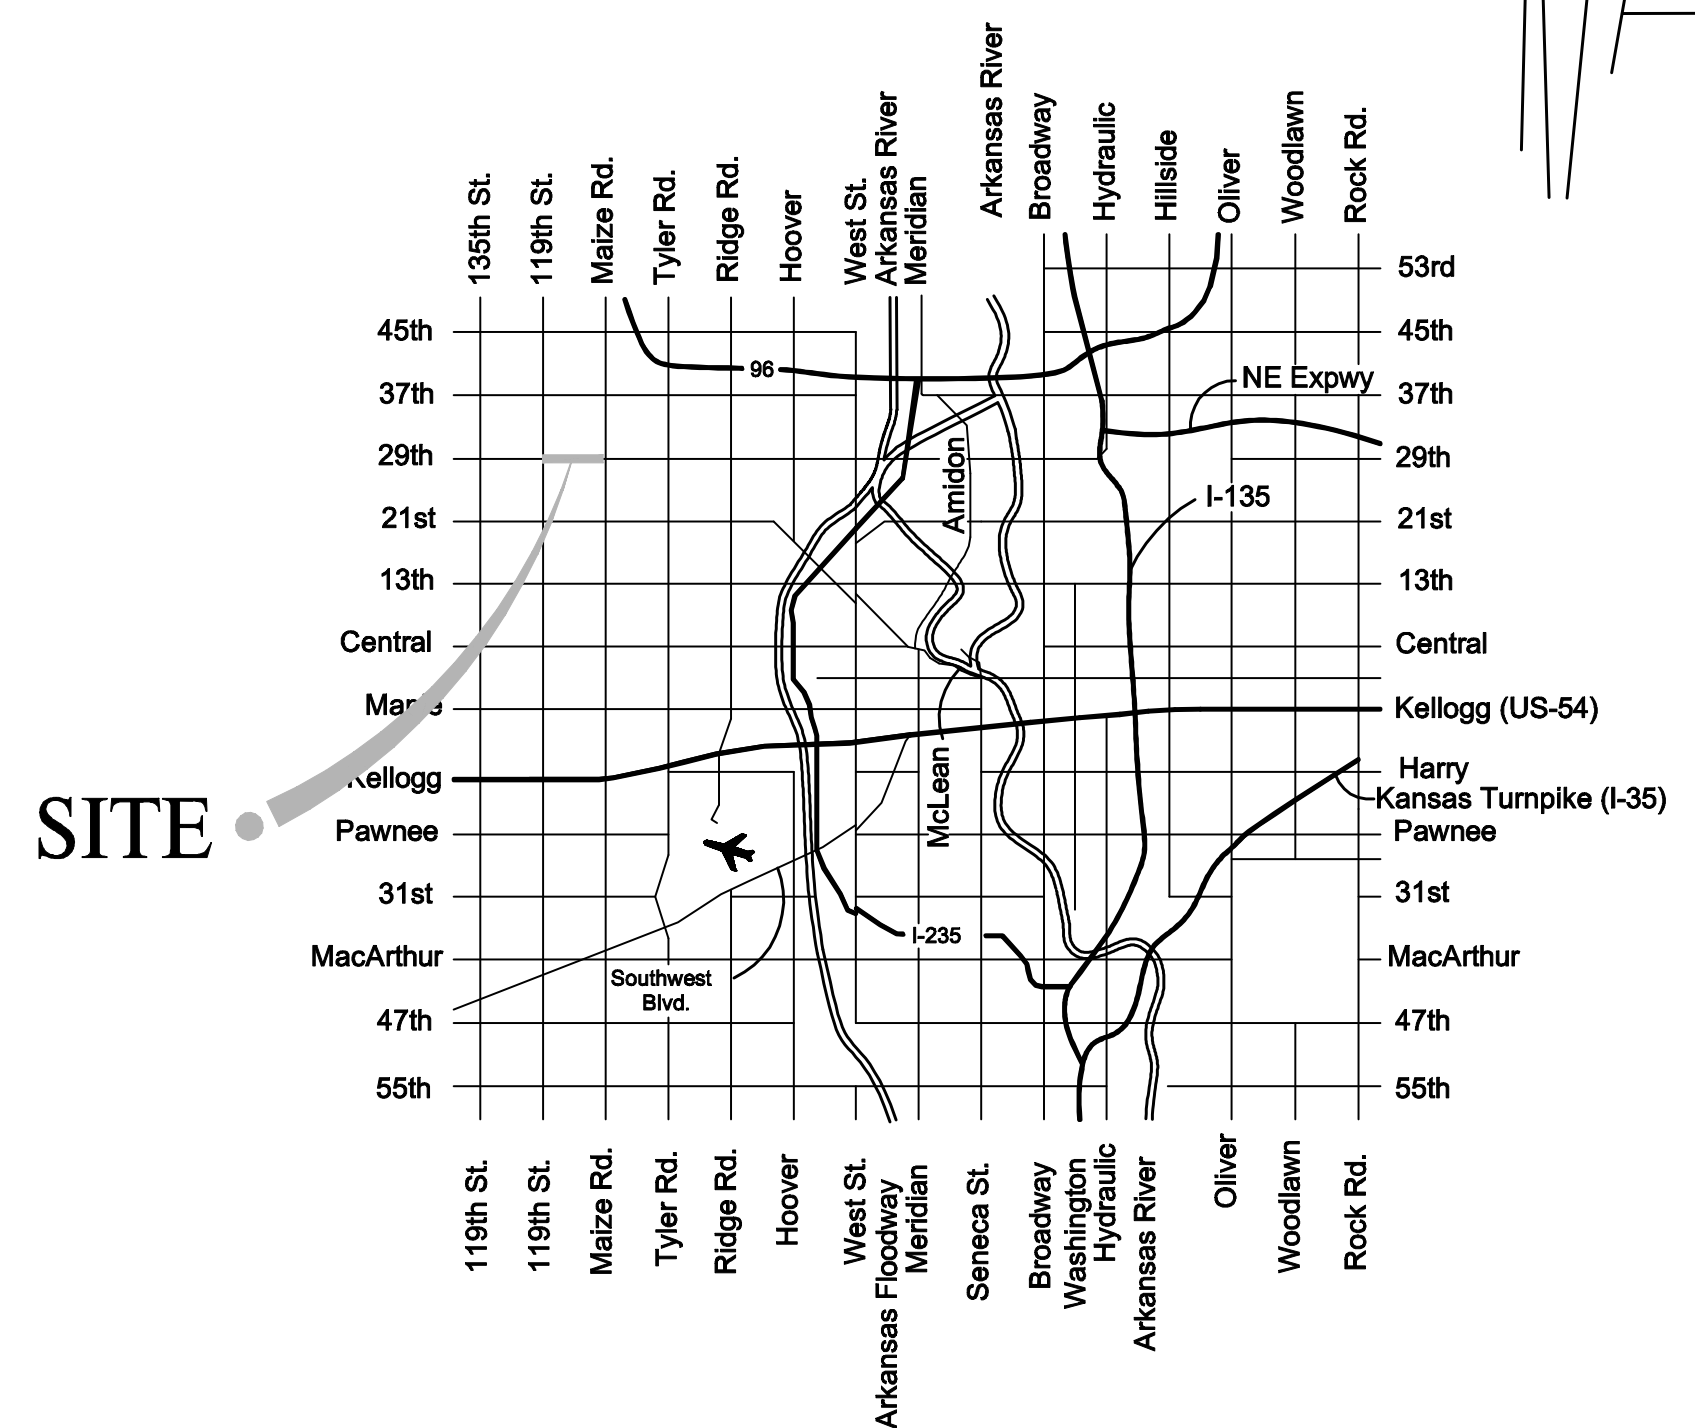 135th St.
119th St.
Maize Rd.
Tyler Rd.
Ridge Rd.
Hoover
West St.
Arkansas River
Meridian
Arkansas River
Broadway
Hydraulic
Hillside
Oliver
Woodlawn
Rock Rd.
53rd
45th
45th
96
NE Expwy
37th
37th
29th
29th
Amidon
I-135
21st
21st
13th
13th
Central
Central
Maple
Kellogg (US-54)
Kellogg
Harry
McLean
Kansas Turnpike (I-35)
SITE
Pawnee
Pawnee
31st
31st
I-235
MacArthur
MacArthur
Southwest
Blvd.
47th
47th
55th
55th
119th St.
119th St.
Maize Rd.
Tyler Rd.
Ridge Rd.
Hoover
West St.
Arkansas Floodway
Meridian
Seneca St.
Broadway
Washington
Hydraulic
Arkansas River
Oliver
Woodlawn
Rock Rd.